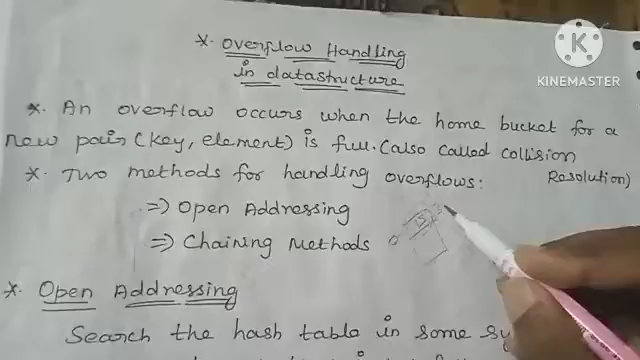 * Overflow Handling
in datastructure
K
KINEMASTER
* An overflow occurs when the home bucket for a
new pair (key, element) is full. (also called collision
Resolution)
* Two methods for handling overflows:
=> Open Addressing
=> Chaining Methods
0 15
* Open Addressing
Search the hash table in some